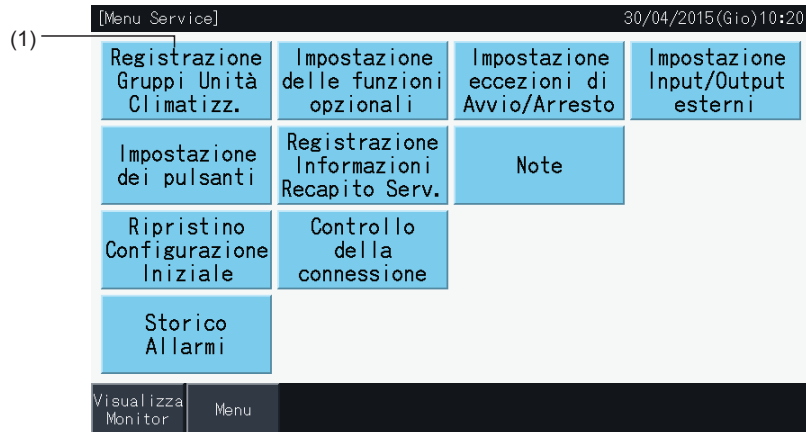 [Menu Service]
30/04/2015(Gio)10:20
(1)
Registrazione
Gruppi Unità
Climatizz.
Impostazione
delle funzioni
opzionali
Impostazione
eccezioni di
Avvio/Arresto
Impostazione
Input/Output
esterni
Impostazione
dei pulsanti
Registrazione
Informazioni
Recapito Serv.
Note
Ripristino
Configurazione
Iniziale
Controllo
della
connessione
Storico
Allarmi
Visualizza
Monitor
Menu